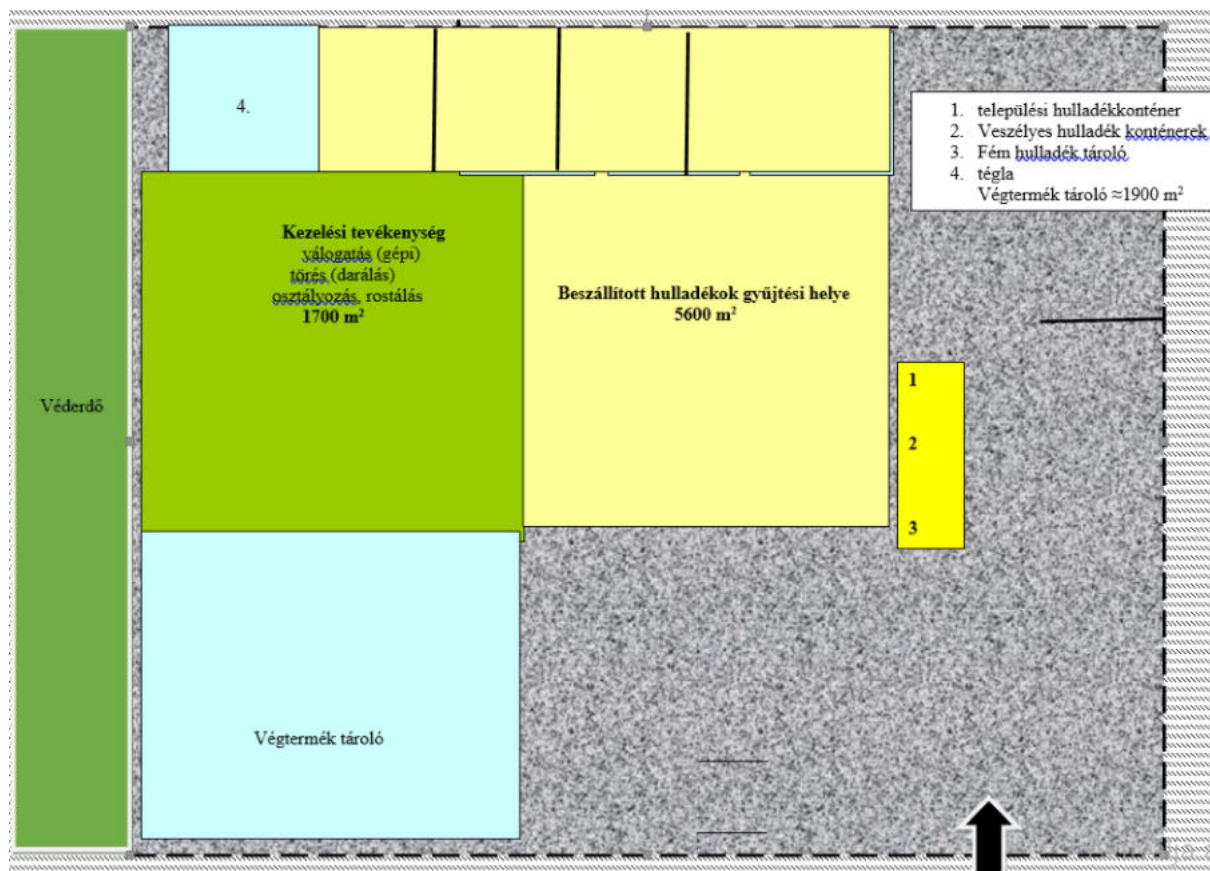 4.
1. települési hulladékkonténer
2. Veszélyes hulladék konténerek
3. Fém hulladék tároló
4. tégla
Végtermék tároló ≈1900 m²
Kezelési tevékenység
válogatás (gépi)
törés (darálás)
osztályozás, rostálás
1700 m²
Beszállított hulladékok gyűjtési helye
5600 m²
1
2
3
Véderdő
Végtermék tároló